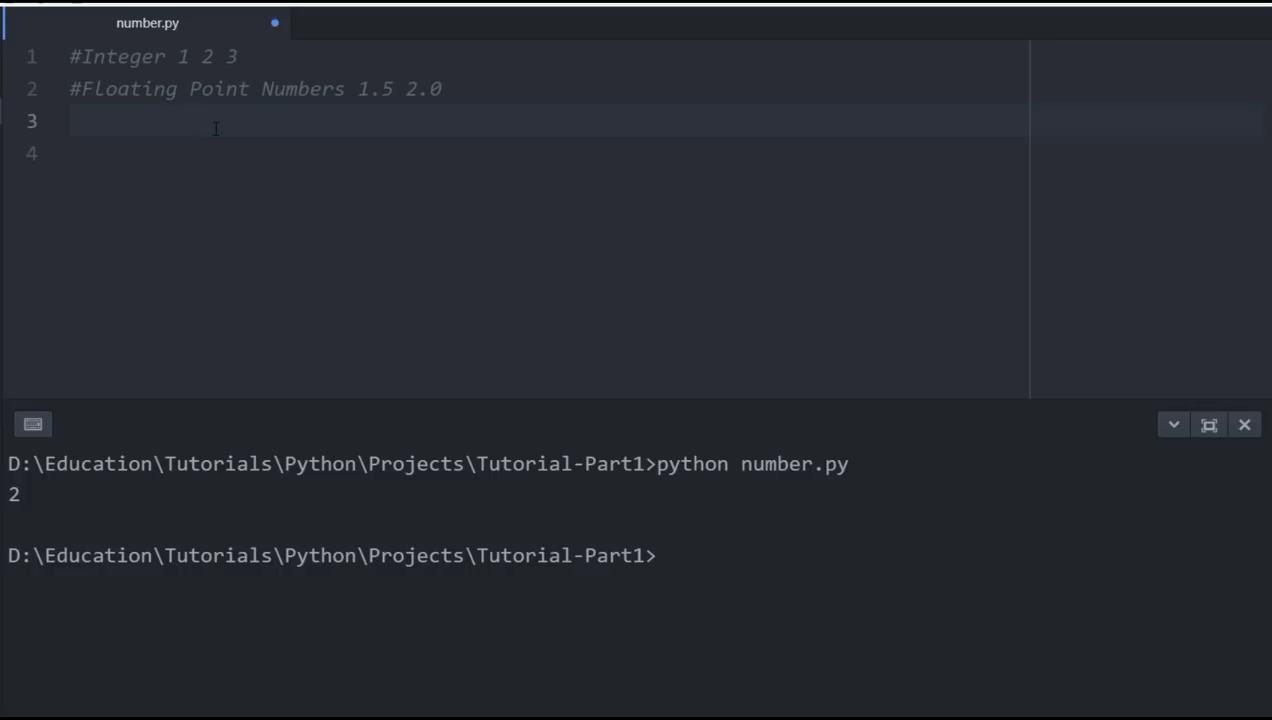 number.py
1 #Integer 1 2 3
2 #Floating Point Numbers 1.5 2.0
3
4
D:\Education\Tutorials\Python\Projects\Tutorial-Part1>python number.py
2
D:\Education\Tutorials\Python\Projects\Tutorial-Part1>